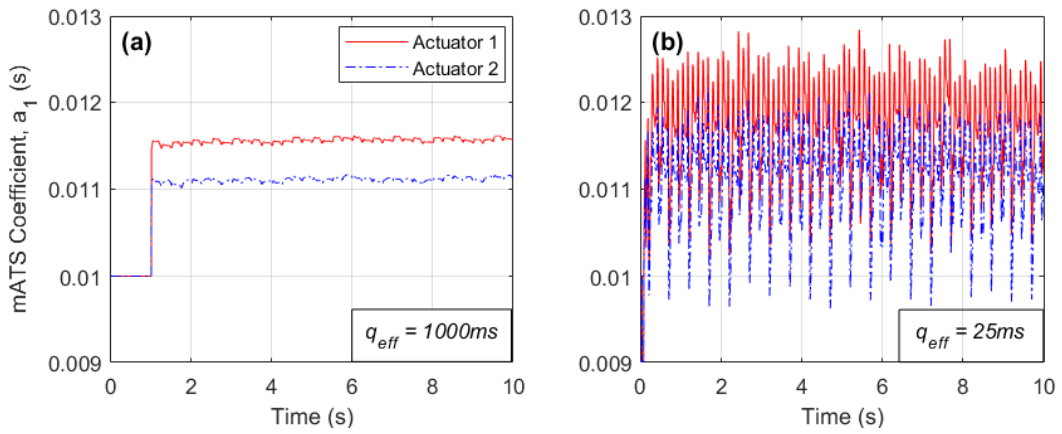 mATS Coefficient, a1 (s)
0.013
0.012
0.011
0.01
0.009
(a)
Actuator 1
Actuator 2
q_eff = 1000ms
0 2 4 6 8 10
Time (s)
0.013
0.012
0.011
0.01
0.009
(b)
q_eff = 25ms
0 2 4 6 8 10
Time (s)